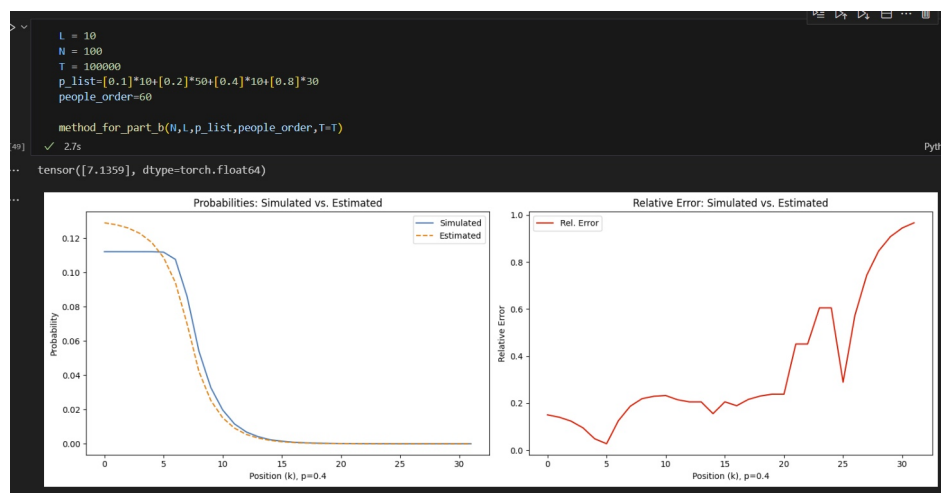 L = 10
N = 100
T = 100000
p_list=[0.1]*10+[0.2]*50+[0.4]*10+[0.8]*30
people_order=60
method_for_part_b(N,L,p_list,people_order,T=T)
[49]
✓ 2.7s
Pyth
... tensor([7.1359], dtype=torch.float64)
...
Probabilities: Simulated vs. Estimated
Simulated
Estimated
0.12
0.10
0.08
0.06
0.04
0.02
0.00
Probability
0 5 10 15 20 25 30
Position (k), p=0.4
Relative Error: Simulated vs. Estimated
Rel. Error
1.0
0.8
0.6
0.4
0.2
0.0
Relative Error
0 5 10 15 20 25 30
Position (k), p=0.4